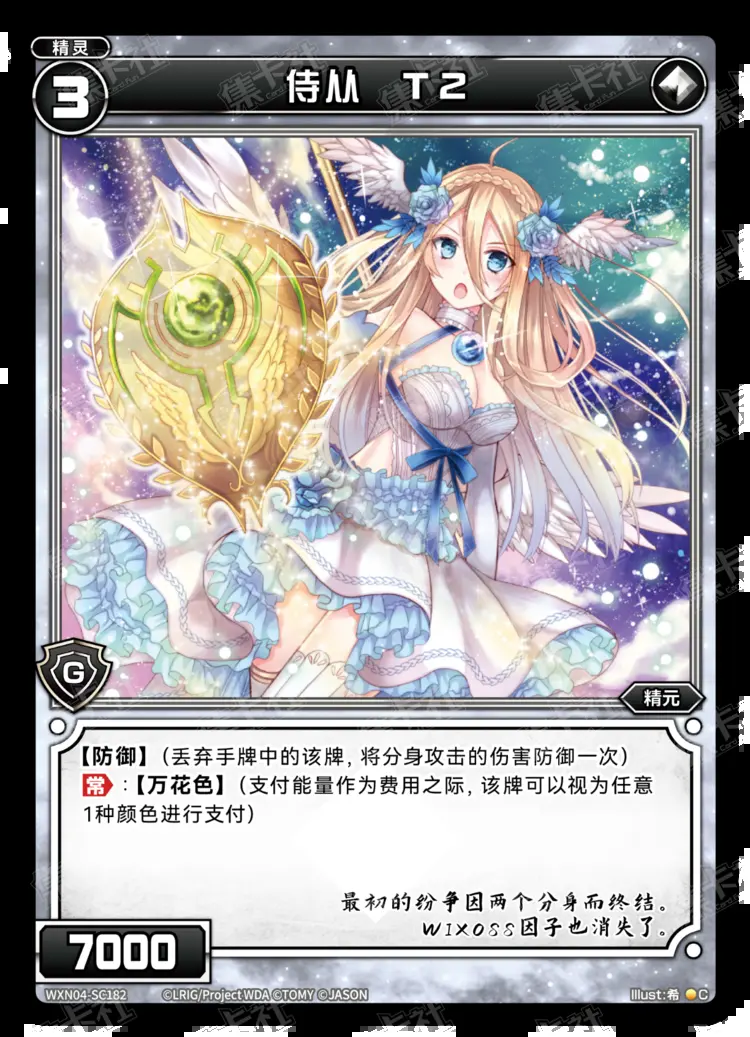 精灵
3
侍从 T2
G
精元
【防御】（丢弃手牌中的该牌，将分身攻击的伤害防御一次）
常：【万花色】（支付能量作为费用之际，该牌可以视为任意
1种颜色进行支付）
最初的纷争因两个分身而终结。
WIXOSS因子也消失了。
7000
WXN04-SC182 ©LRIG/Project WDA ©TOMY ©JASON Illust:希 C
集卡社